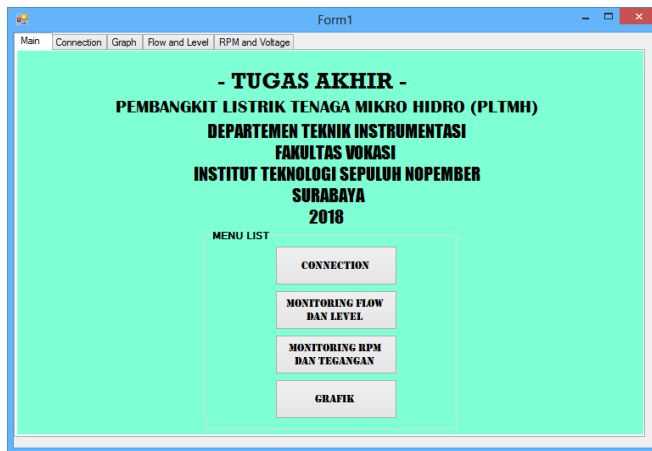 Form1
Main Connection Graph Flow and Level RPM and Voltage
- TUGAS AKHIR -
PEMBANGKIT LISTRIK TENAGA MIKRO HIDRO (PLTMH)
DEPARTEMEN TEKNIK INSTRUMENTASI
FAKULTAS VOKASI
INSTITUT TEKNOLOGI SEPULUH NOPEMBER
SURABAYA
2018
MENU LIST
CONNECTION
MONITORING FLOW
DAN LEVEL
MONITORING RPM
DAN TEGANGAN
GRAFIK